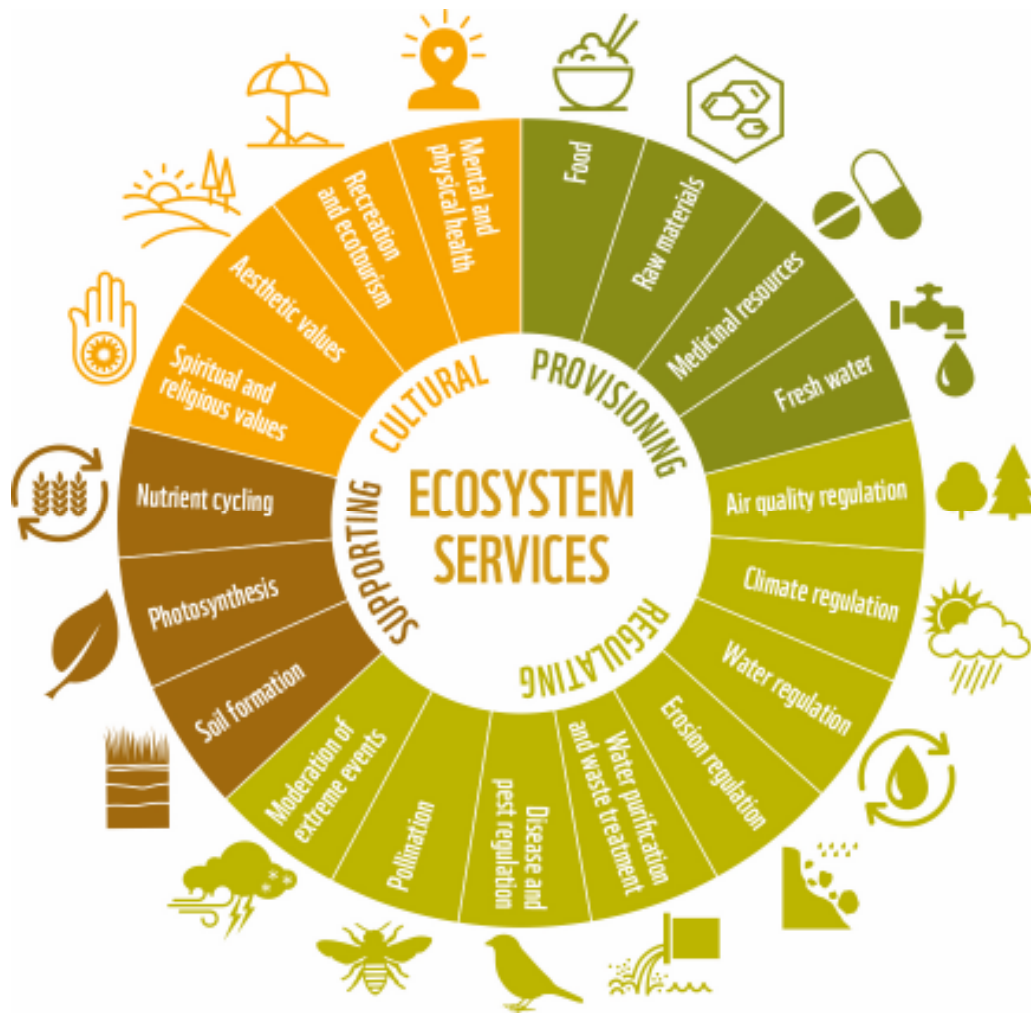 ECOSYSTEM
SERVICES
PROVISIONING
Food
Raw materials
Medicinal resources
Fresh water
REGULATING
Air quality regulation
Climate regulation
Water regulation
Erosion regulation
Water purification
and waste treatment
Disease and
pest regulation
Pollination
Moderation of
extreme events
SUPPORTING
Soil formation
Photosynthesis
Nutrient cycling
CULTURAL
Spiritual and
religious values
Aesthetic values
Recreation
and ecotourism
Mental and
physical health